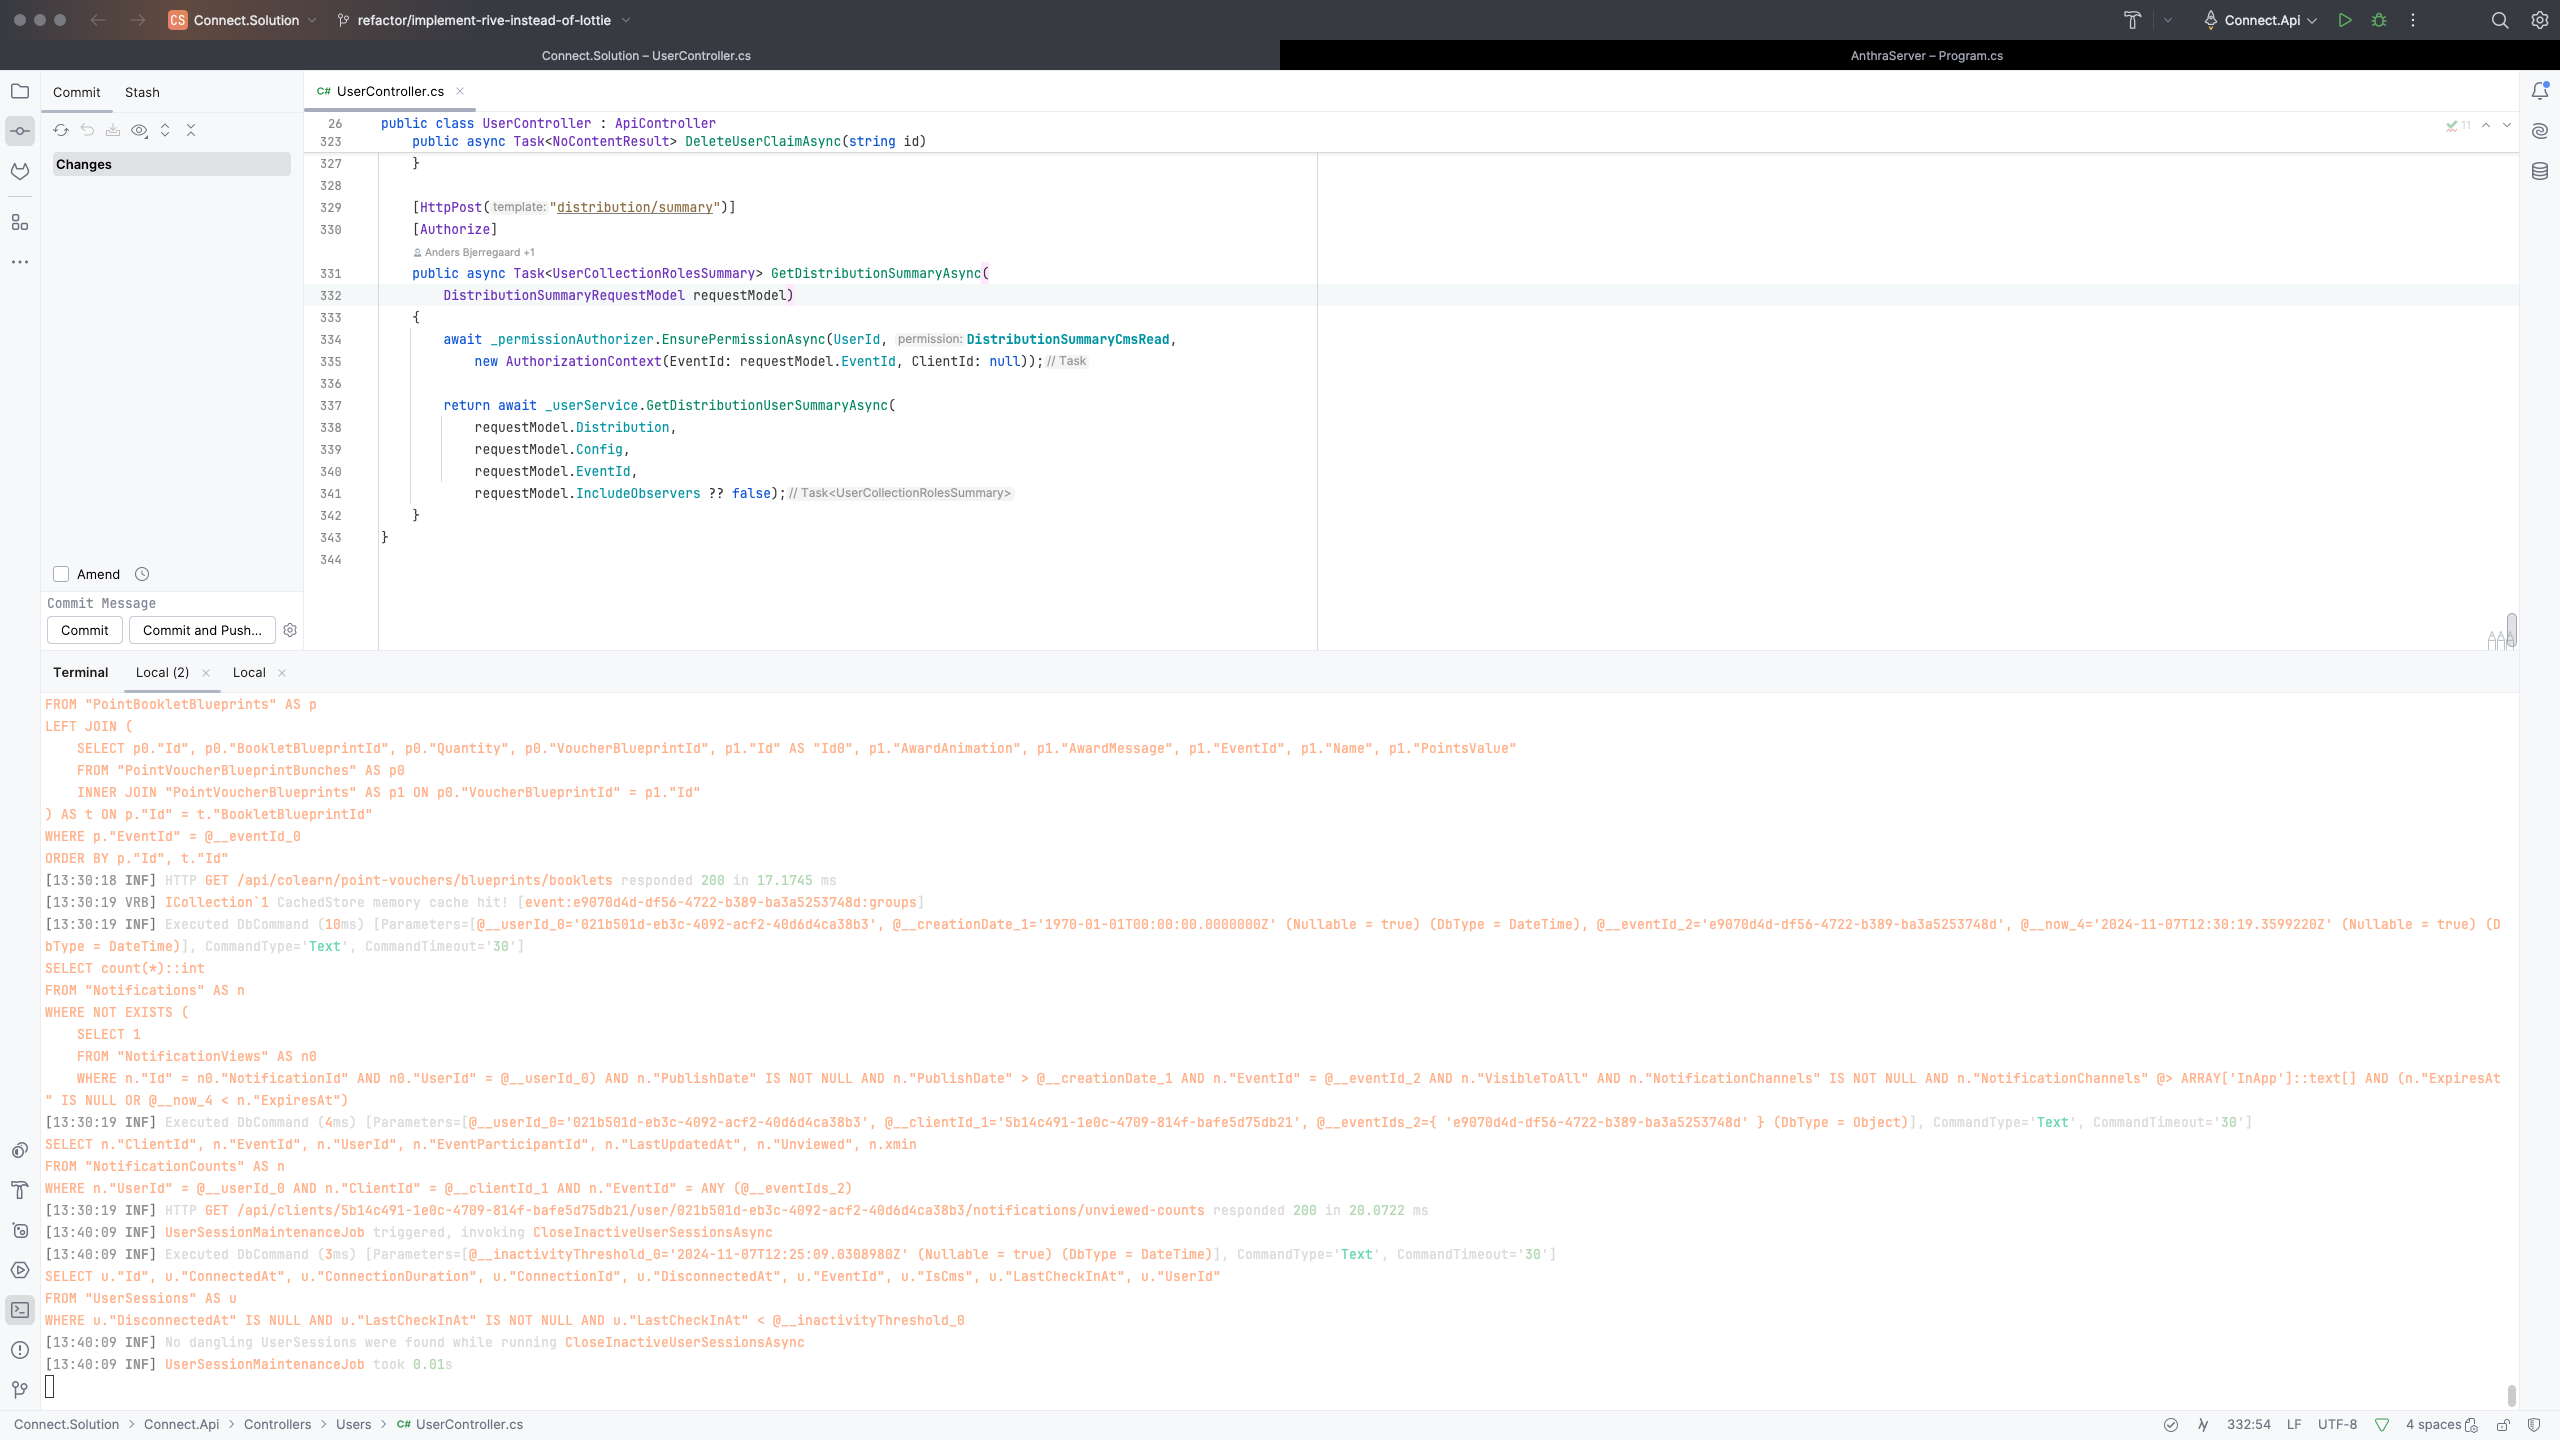 CS Connect.Solution refactor/implement-rive-instead-of-lottie Connect.Api
Connect.Solution – UserController.cs AnthraServer – Program.cs
Commit Stash
Changes
Amend
Commit Message
Commit Commit and Push...
C# UserController.cs
11
26 public class UserController : ApiController
323 public async Task<NoContentResult> DeleteUserClaimAsync(string id)
327 }
328
329 [HttpPost( template: "distribution/summary")]
330 [Authorize]
Anders Bjerregaard +1
331 public async Task<UserCollectionRolesSummary> GetDistributionSummaryAsync(
332 DistributionSummaryRequestModel requestModel)
333 {
334 await _permissionAuthorizer.EnsurePermissionAsync(UserId, permission: DistributionSummaryCmsRead,
335 new AuthorizationContext(EventId: requestModel.EventId, ClientId: null)); // Task
336
337 return await _userService.GetDistributionUserSummaryAsync(
338 requestModel.Distribution,
339 requestModel.Config,
340 requestModel.EventId,
341 requestModel.IncludeObservers ?? false); // Task<UserCollectionRolesSummary>
342 }
343 }
344
Terminal Local (2) Local
FROM "PointBookletBlueprints" AS p
LEFT JOIN (
SELECT p0."Id", p0."BookletBlueprintId", p0."Quantity", p0."VoucherBlueprintId", p1."Id" AS "Id0", p1."AwardAnimation", p1."AwardMessage", p1."EventId", p1."Name", p1."PointsValue"
FROM "PointVoucherBlueprintBunches" AS p0
INNER JOIN "PointVoucherBlueprints" AS p1 ON p0."VoucherBlueprintId" = p1."Id"
) AS t ON p."Id" = t."BookletBlueprintId"
WHERE p."EventId" = @__eventId_0
ORDER BY p."Id", t."Id"
[13:30:18 INF] HTTP GET /api/colearn/point-vouchers/blueprints/booklets responded 200 in 17.1745 ms
[13:30:19 VRB] ICollection`1 CachedStore memory cache hit! [event:e9070d4d-df56-4722-b389-ba3a5253748d:groups]
[13:30:19 INF] Executed DbCommand (10ms) [Parameters=[@__userId_0='021b501d-eb3c-4092-acf2-40d6d4ca38b3', @__creationDate_1='1970-01-01T00:00:00.0000000Z' (Nullable = true) (DbType = DateTime), @__eventId_2='e9070d4d-df56-4722-b389-ba3a5253748d', @__now_4='2024-11-07T12:30:19.3599220Z' (Nullable = true) (D
bType = DateTime)], CommandType='Text', CommandTimeout='30']
SELECT count(*)::int
FROM "Notifications" AS n
WHERE NOT EXISTS (
SELECT 1
FROM "NotificationViews" AS n0
WHERE n."Id" = n0."NotificationId" AND n0."UserId" = @__userId_0) AND n."PublishDate" IS NOT NULL AND n."PublishDate" > @__creationDate_1 AND n."EventId" = @__eventId_2 AND n."VisibleToAll" AND n."NotificationChannels" IS NOT NULL AND n."NotificationChannels" @> ARRAY['InApp']::text[] AND (n."ExpiresAt
" IS NULL OR @__now_4 < n."ExpiresAt")
[13:30:19 INF] Executed DbCommand (4ms) [Parameters=[@__userId_0='021b501d-eb3c-4092-acf2-40d6d4ca38b3', @__clientId_1='5b14c491-1e0c-4709-814f-bafe5d75db21', @__eventIds_2={ 'e9070d4d-df56-4722-b389-ba3a5253748d' } (DbType = Object)], CommandType='Text', CommandTimeout='30']
SELECT n."ClientId", n."EventId", n."UserId", n."EventParticipantId", n."LastUpdatedAt", n."Unviewed", n.xmin
FROM "NotificationCounts" AS n
WHERE n."UserId" = @__userId_0 AND n."ClientId" = @__clientId_1 AND n."EventId" = ANY (@__eventIds_2)
[13:30:19 INF] HTTP GET /api/clients/5b14c491-1e0c-4709-814f-bafe5d75db21/user/021b501d-eb3c-4092-acf2-40d6d4ca38b3/notifications/unviewed-counts responded 200 in 20.0722 ms
[13:40:09 INF] UserSessionMaintenanceJob triggered, invoking CloseInactiveUserSessionsAsync
[13:40:09 INF] Executed DbCommand (3ms) [Parameters=[@__inactivityThreshold_0='2024-11-07T12:25:09.0308980Z' (Nullable = true) (DbType = DateTime)], CommandType='Text', CommandTimeout='30']
SELECT u."Id", u."ConnectedAt", u."ConnectionDuration", u."ConnectionId", u."DisconnectedAt", u."EventId", u."IsCms", u."LastCheckInAt", u."UserId"
FROM "UserSessions" AS u
WHERE u."DisconnectedAt" IS NULL AND u."LastCheckInAt" IS NOT NULL AND u."LastCheckInAt" < @__inactivityThreshold_0
[13:40:09 INF] No dangling UserSessions were found while running CloseInactiveUserSessionsAsync
[13:40:09 INF] UserSessionMaintenanceJob took 0.01s
Connect.Solution > Connect.Api > Controllers > Users > C# UserController.cs 332:54 LF UTF-8 4 spaces